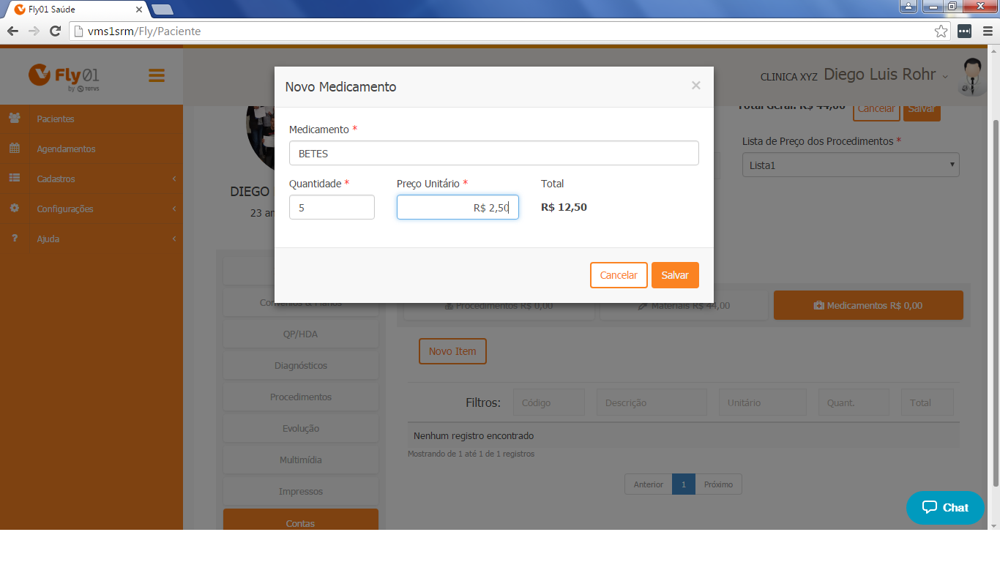 Fly01 Saúde
vms1srm/Fly/Paciente
Fly01
by TOTVS
CLINICA XYZ Diego Luis Rohr
Pacientes
Agendamentos
Cadastros
Configurações
Ajuda
Novo Medicamento
×
Medicamento *
BETES
Quantidade * Preço Unitário * Total
5 R$ 2,50 R$ 12,50
Cancelar Salvar
Total Geral: R$ 44,00 Cancelar Salvar
Lista de Preço dos Procedimentos *
Lista1
DIEGO
23
Convênios & Planos
QP/HDA
Diagnósticos
Procedimentos
Evolução
Multimídia
Impressos
Contas
Procedimentos R$ 0,00 Materiais R$ 44,00 Medicamentos R$ 0,00
Novo Item
Filtros: Código Descrição Unitário Quant. Total
Nenhum registro encontrado
Mostrando de 1 até 1 de 1 registros
Anterior 1 Próximo
Chat